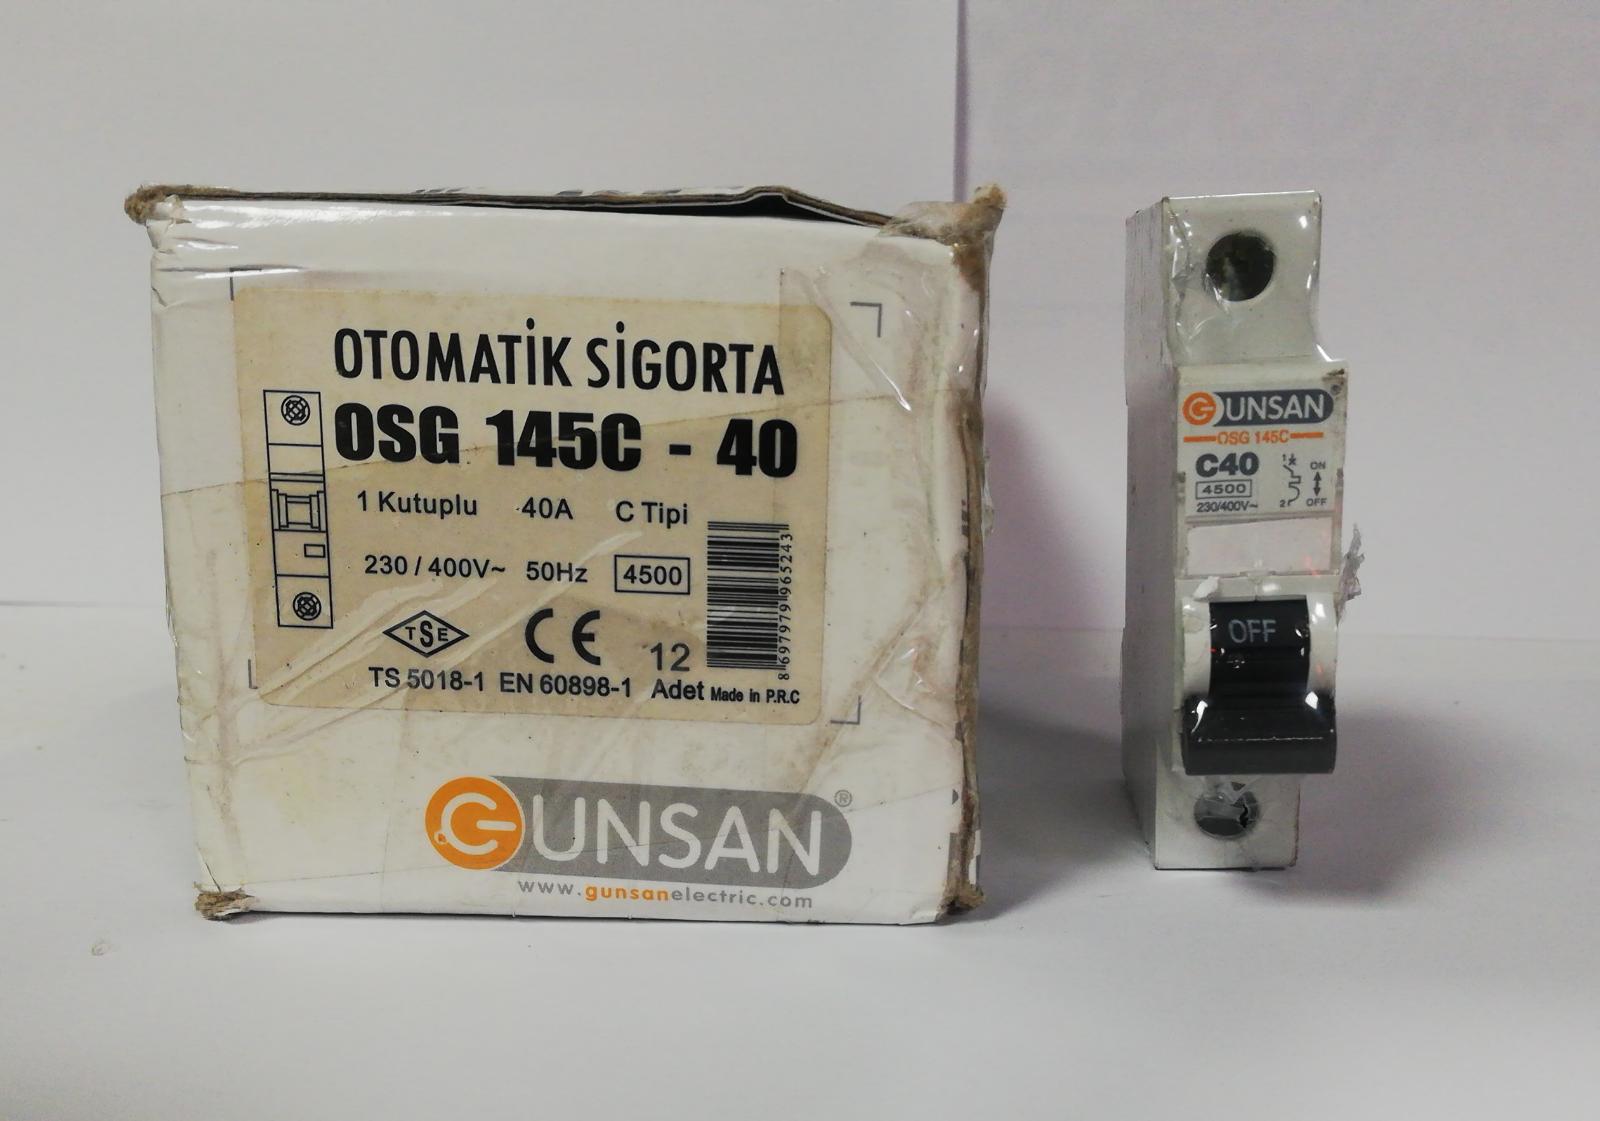 OTOMATİK SİGORTA
OSG 145C - 40
1 Kutuplu 40A C Tipi
230 / 400V~ 50Hz 4500
TSE CE 12
TS 5018-1 EN 60898-1 Adet Made in P.R.C
8697979965243
GUNSAN®
www.gunsanelectric.com
GUNSAN
OSG 145C
C40
4500
230/400V~
1
2
ON
OFF
OFF